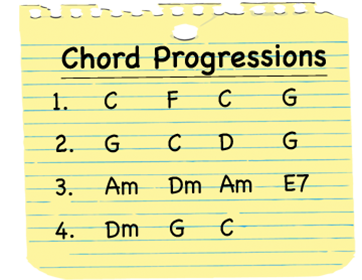 Chord Progressions
1. C F C G
2. G C D G
3. Am Dm Am E7
4. Dm G C